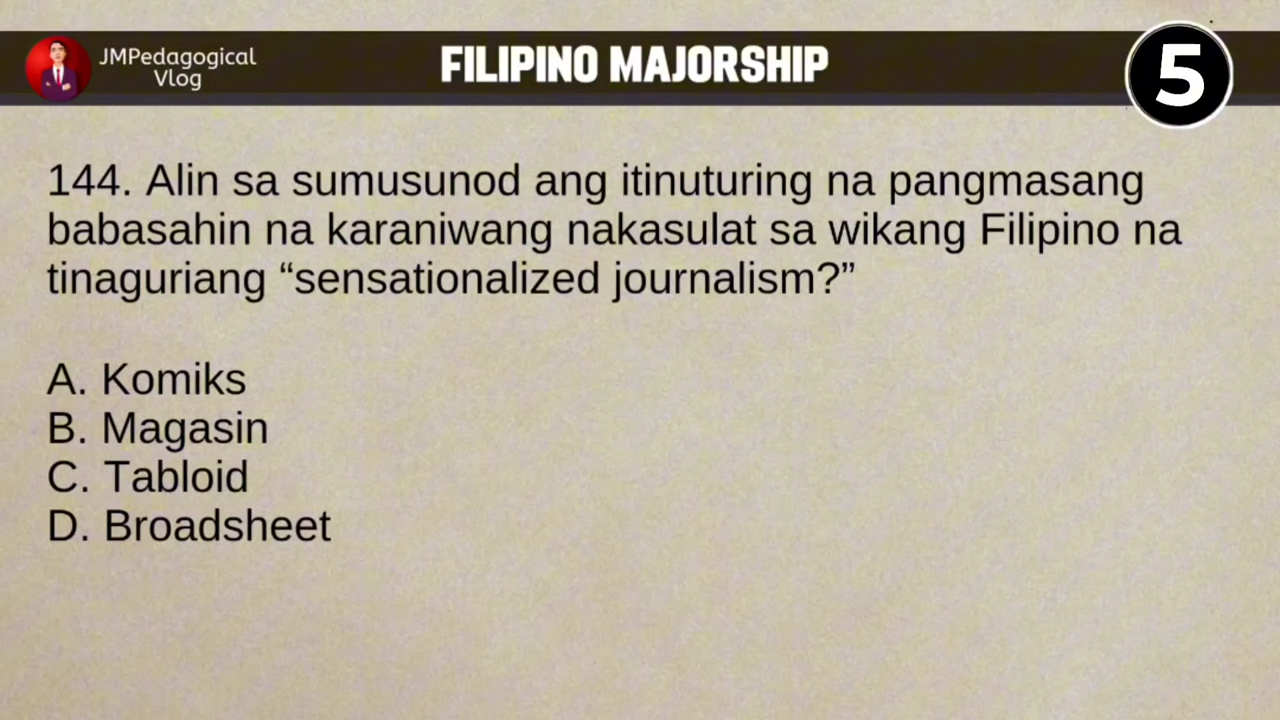 JMPedagogical
Vlog
FILIPINO MAJORSHIP
5
144. Alin sa sumusunod ang itinuturing na pangmasang
babasahin na karaniwang nakasulat sa wikang Filipino na
tinaguriang “sensationalized journalism?”
A. Komiks
B. Magasin
C. Tabloid
D. Broadsheet